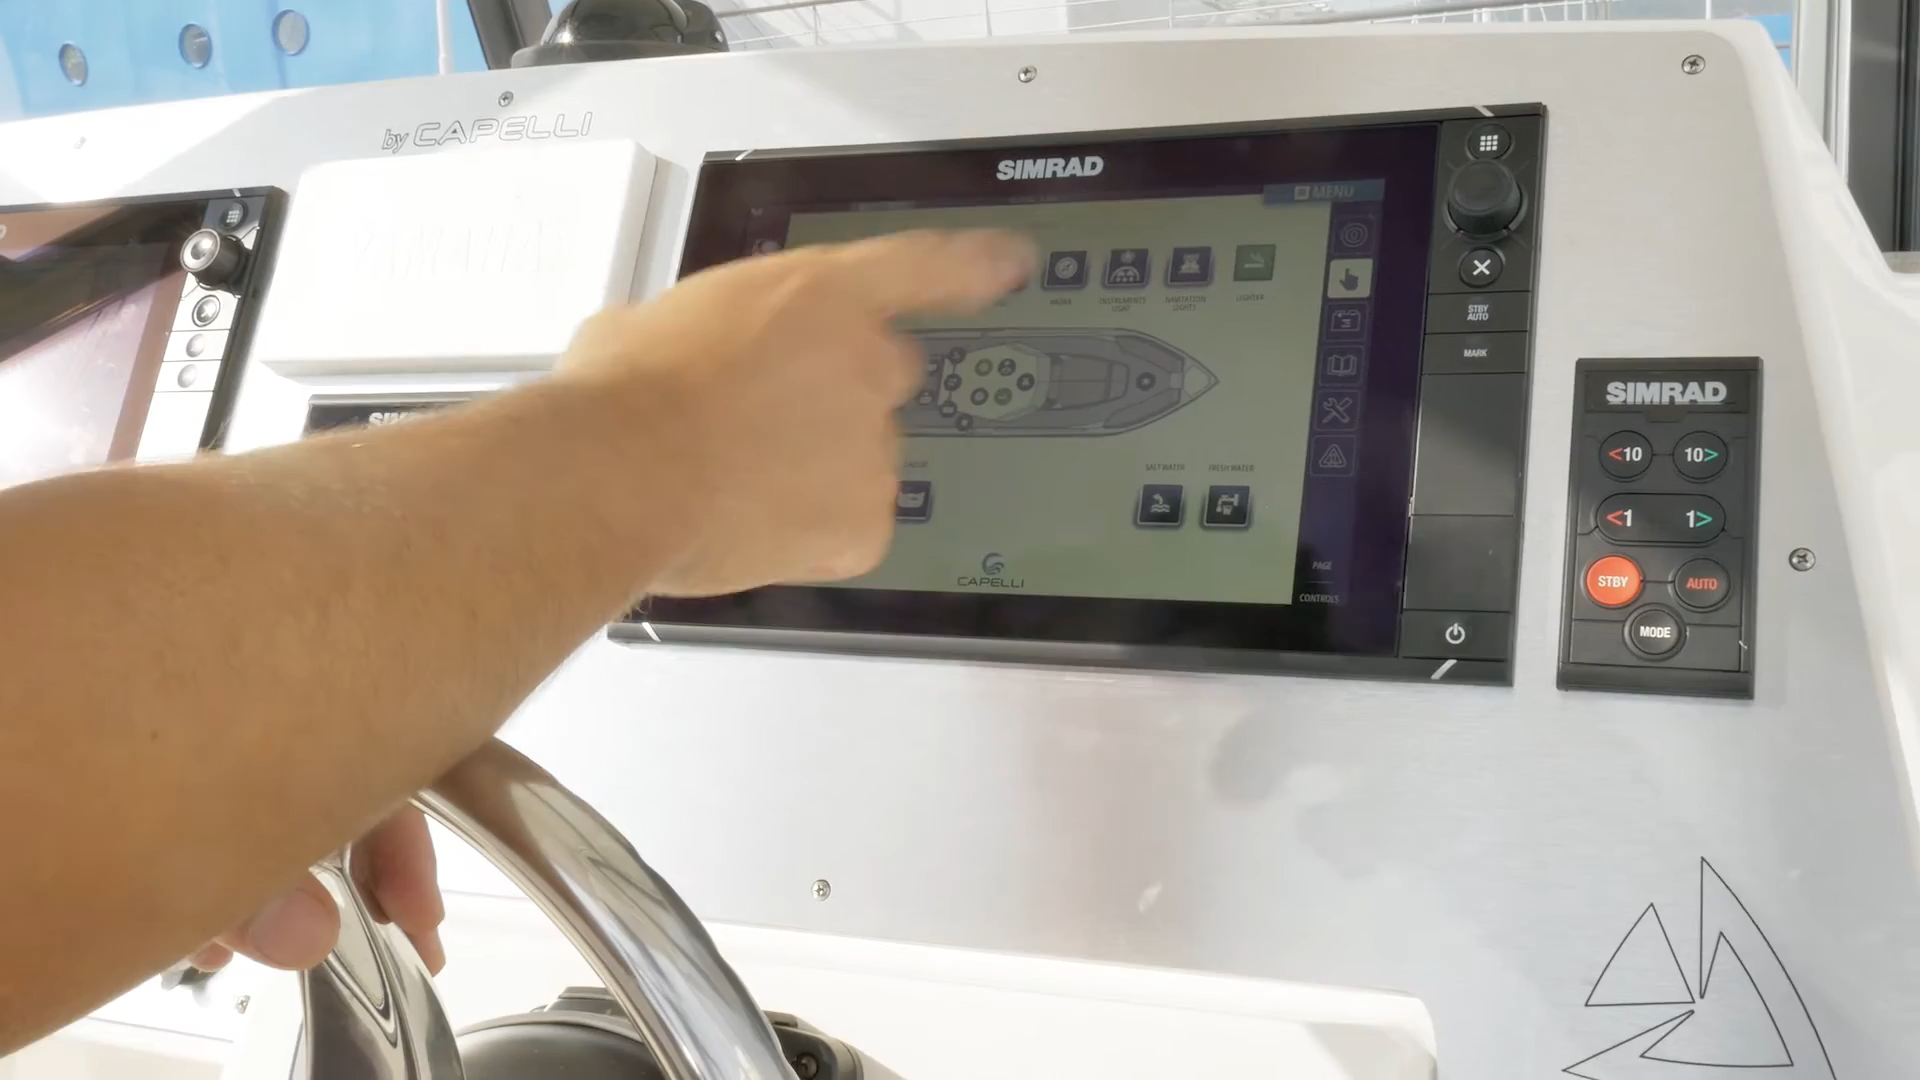 by CAPELLI
SIMRAD
MENU
INSTRUMENTS
LIGHT
NAVIGATION
LIGHTS
LIGHTER
SALT WATER
FRESH WATER
CAPELLI
PAGE
CONTROLS
STBY
AUTO
MARK
SIMRAD
<10
10>
<1
1>
STBY
AUTO
MODE